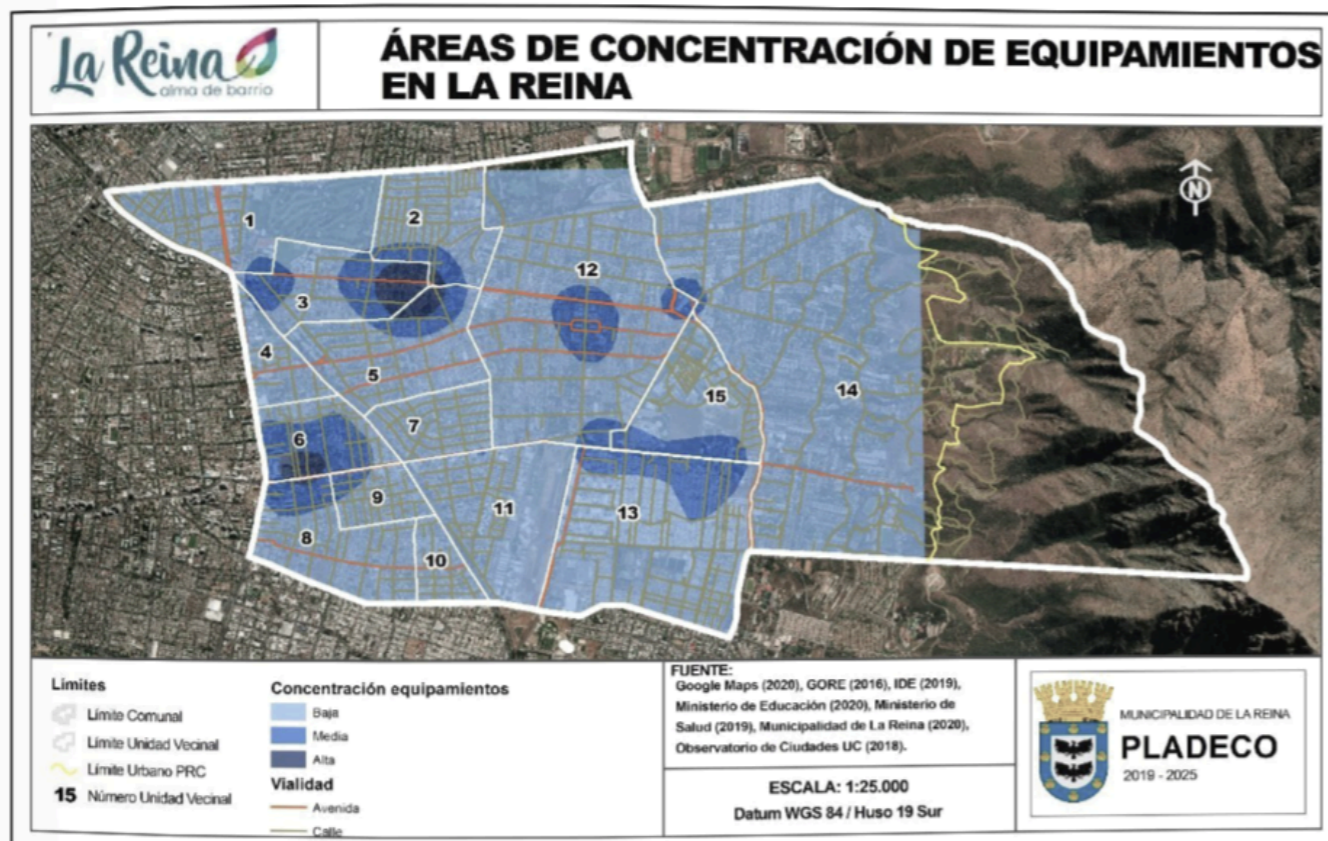 La Reina
alma de barrio
ÁREAS DE CONCENTRACIÓN DE EQUIPAMIENTOS
EN LA REINA
N
1
2
12
3
4
5
14
15
7
6
9
11
13
8
10
Límites
Límite Comunal
Límite Unidad Vecinal
Límite Urbano PRC
15 Número Unidad Vecinal
Concentración equipamientos
Baja
Media
Alta
Vialidad
Avenida
Calle
FUENTE:
Google Maps (2020), GORE (2016), IDE (2019),
Ministerio de Educación (2020), Ministerio de
Salud (2019), Municipalidad de La Reina (2020),
Observatorio de Ciudades UC (2018).
ESCALA: 1:25.000
Datum WGS 84 / Huso 19 Sur
MUNICIPALIDAD DE LA REINA
PLADECO
2019 - 2025